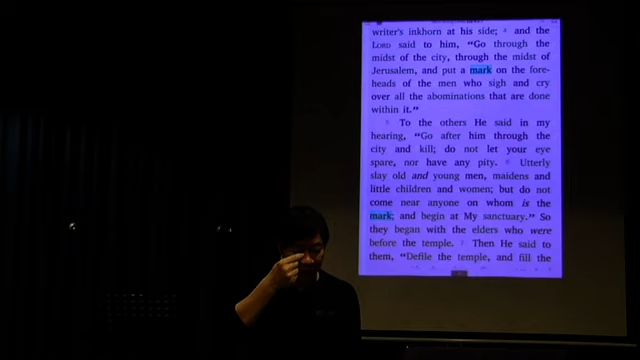 writer's inkhorn at his side; 4 and the
LORD said to him, "Go through the
midst of the city, through the midst of
Jerusalem, and put a mark on the fore-
heads of the men who sigh and cry
over all the abominations that are done
within it."
5 To the others He said in my
hearing, "Go after him through the
city and kill; do not let your eye
spare, nor have any pity. 6 Utterly
slay old and young men, maidens and
little children and women; but do not
come near anyone on whom is the
mark; and begin at My sanctuary." So
they began with the elders who were
before the temple. 7 Then He said to
them, "Defile the temple, and fill the